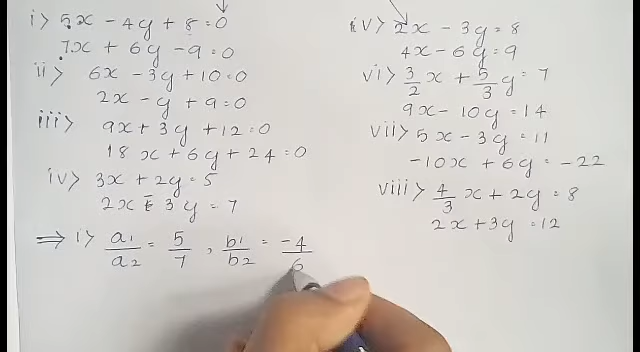 i> 5x - 4y + 8 = 0
7x + 6y - 9 = 0
ii> 6x - 3y + 10 = 0
2x - y + 9 = 0
iii> 9x + 3y + 12 = 0
18x + 6y + 24 = 0
iv> 3x + 2y = 5
2x - 3y = 7
=> i> a1/a2 = 5/7 , b1/b2 = -4/6
iv> 2x - 3y = 8
4x - 6y = 9
vi> 3/2 x + 5/3 y = 7
9x - 10y = 14
vii> 5x - 3y = 11
-10x + 6y = -22
viii> 4/3 x + 2y = 8
2x + 3y = 12